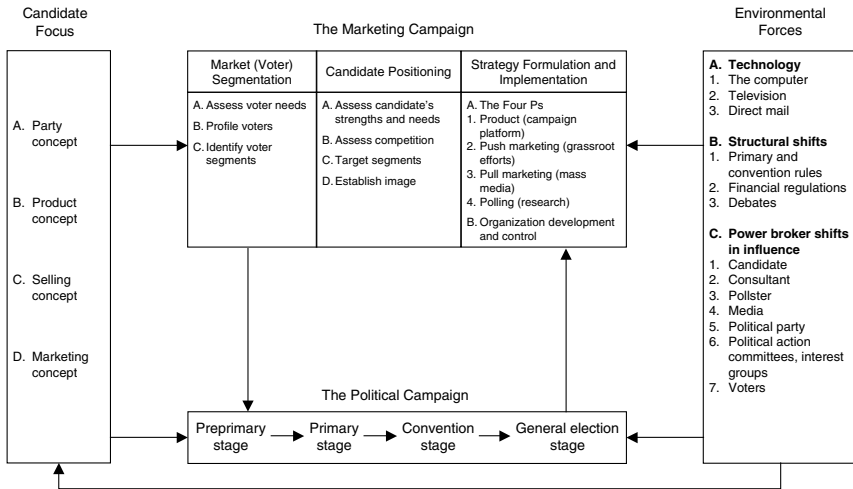 Candidate
Focus
A. Party
concept
B. Product
concept
C. Selling
concept
D. Marketing
concept
The Marketing Campaign
Market (Voter)
Segmentation
A. Assess voter needs
B. Profile voters
C. Identify voter
segments
Candidate Positioning
A. Assess candidate's
strengths and needs
B. Assess competition
C. Target segments
D. Establish image
Strategy Formulation and
Implementation
A. The Four Ps
1. Product (campaign
platform)
2. Push marketing (grassroot
efforts)
3. Pull marketing (mass
media)
4. Polling (research)
B. Organization development
and control
The Political Campaign
Preprimary
stage
Primary
stage
Convention
stage
General election
stage
Environmental
Forces
A. Technology
1. The computer
2. Television
3. Direct mail
B. Structural shifts
1. Primary and
convention rules
2. Financial regulations
3. Debates
C. Power broker shifts
in influence
1. Candidate
2. Consultant
3. Pollster
4. Media
5. Political party
6. Political action
committees, interest
groups
7. Voters